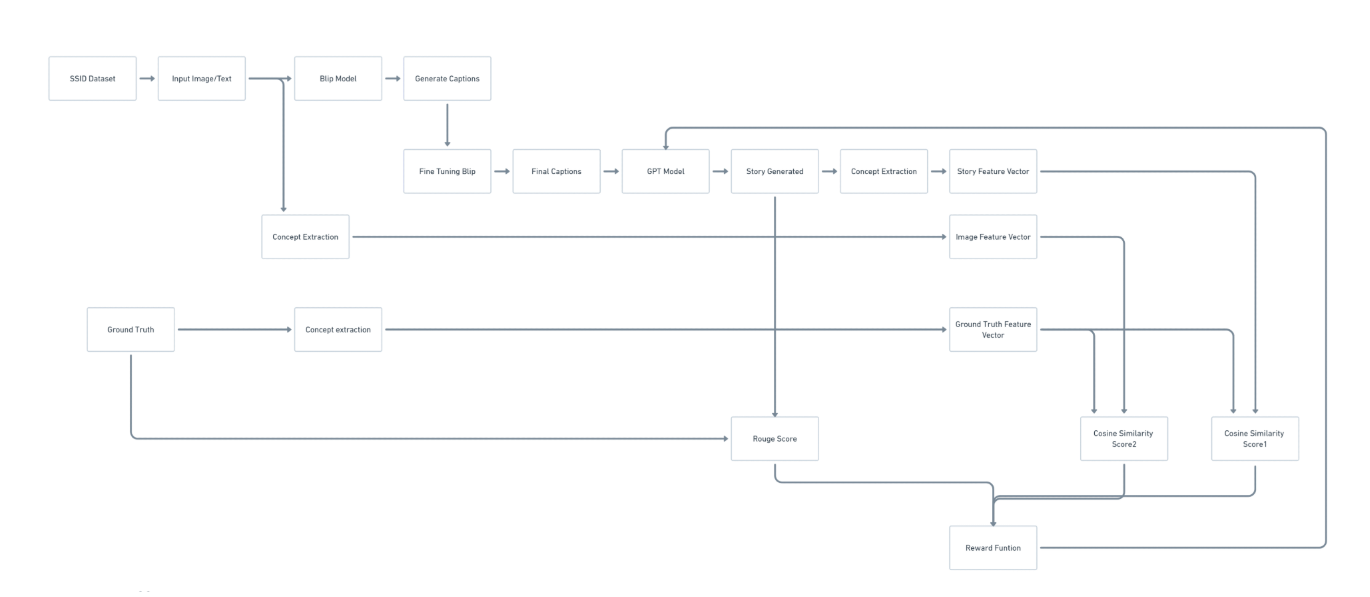 SSID Dataset
Input Image/Text
Blip Model
Generate Captions
Fine Tuning Blip
Final Captions
GPT Model
Story Generated
Concept Extraction
Story Feature Vector
Concept Extraction
Image Feature Vector
Ground Truth
Concept extraction
Ground Truth Feature
Vector
Rouge Score
Cosine Similarity
Score2
Cosine Similarity
Score1
Reward Funtion